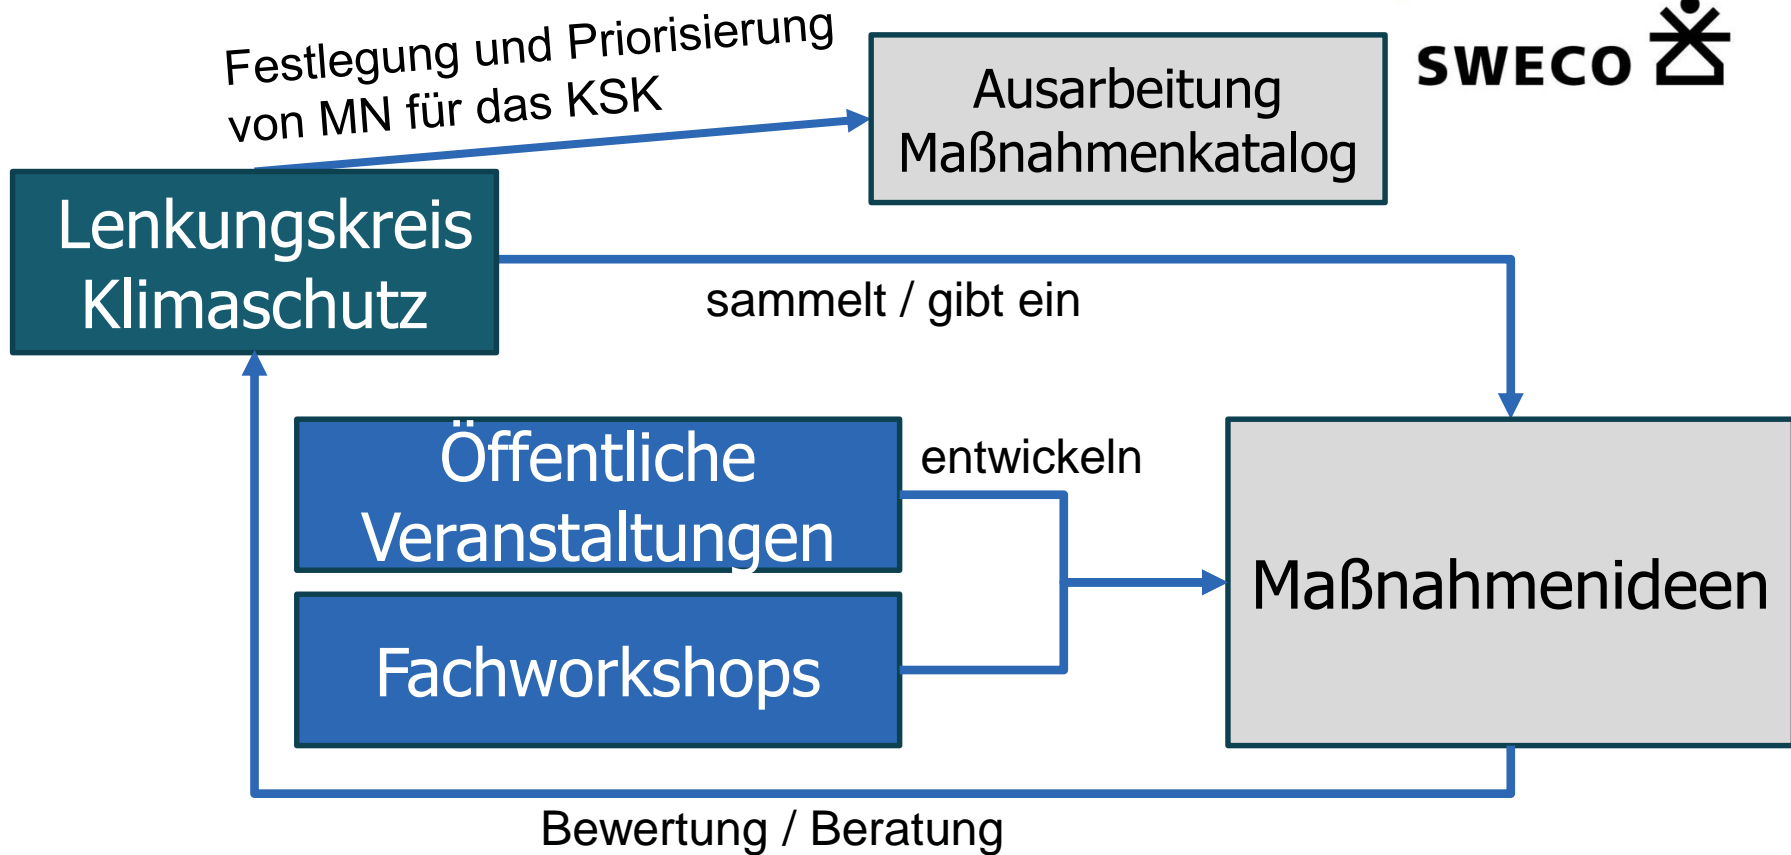 Festlegung und Priorisierung
von MN für das KSK
Ausarbeitung
Maßnahmenkatalog
SWECO
Lenkungskreis
Klimaschutz
sammelt / gibt ein
Öffentliche
Veranstaltungen
entwickeln
Fachworkshops
Maßnahmenideen
Bewertung / Beratung